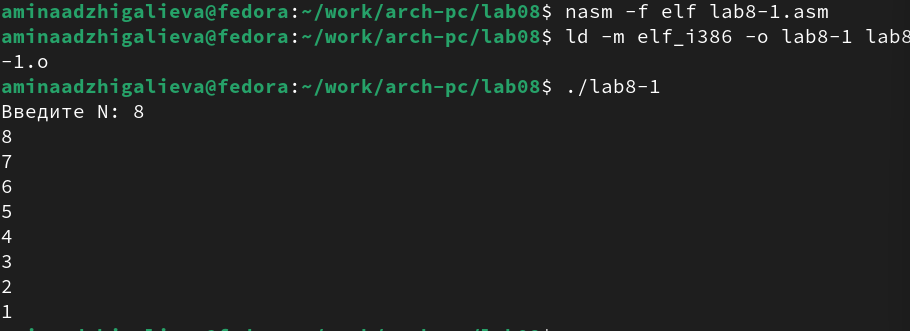 aminaadzhigalieva@fedora:~/work/arch-pc/lab08$ nasm -f elf lab8-1.asm
aminaadzhigalieva@fedora:~/work/arch-pc/lab08$ ld -m elf_i386 -o lab8-1 lab8
-1.o
aminaadzhigalieva@fedora:~/work/arch-pc/lab08$ ./lab8-1
Введите N: 8
8
7
6
5
4
3
2
1